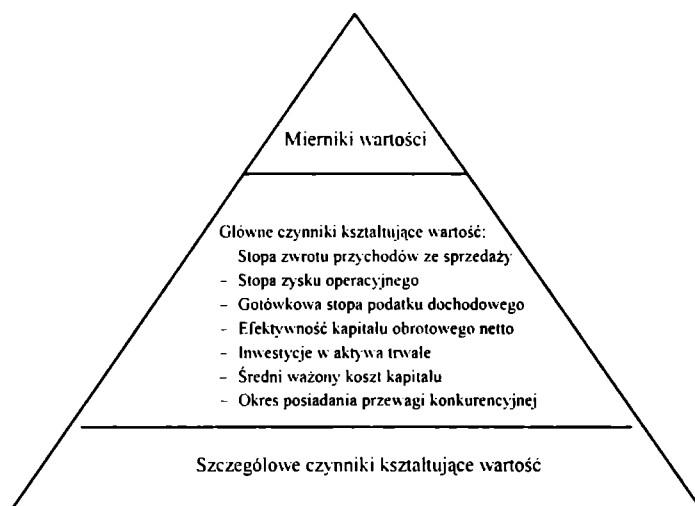 Mierniki wartości
Główne czynniki kształtujące wartość:
Stopa zwrotu przychodów ze sprzedaży
- Stopa zysku operacyjnego
- Gotówkowa stopa podatku dochodowego
- Efektywność kapitału obrotowego netto
- Inwestycje w aktywa trwałe
- Średni ważony koszt kapitału
- Okres posiadania przewagi konkurencyjnej
Szczegółowe czynniki kształtujące wartość